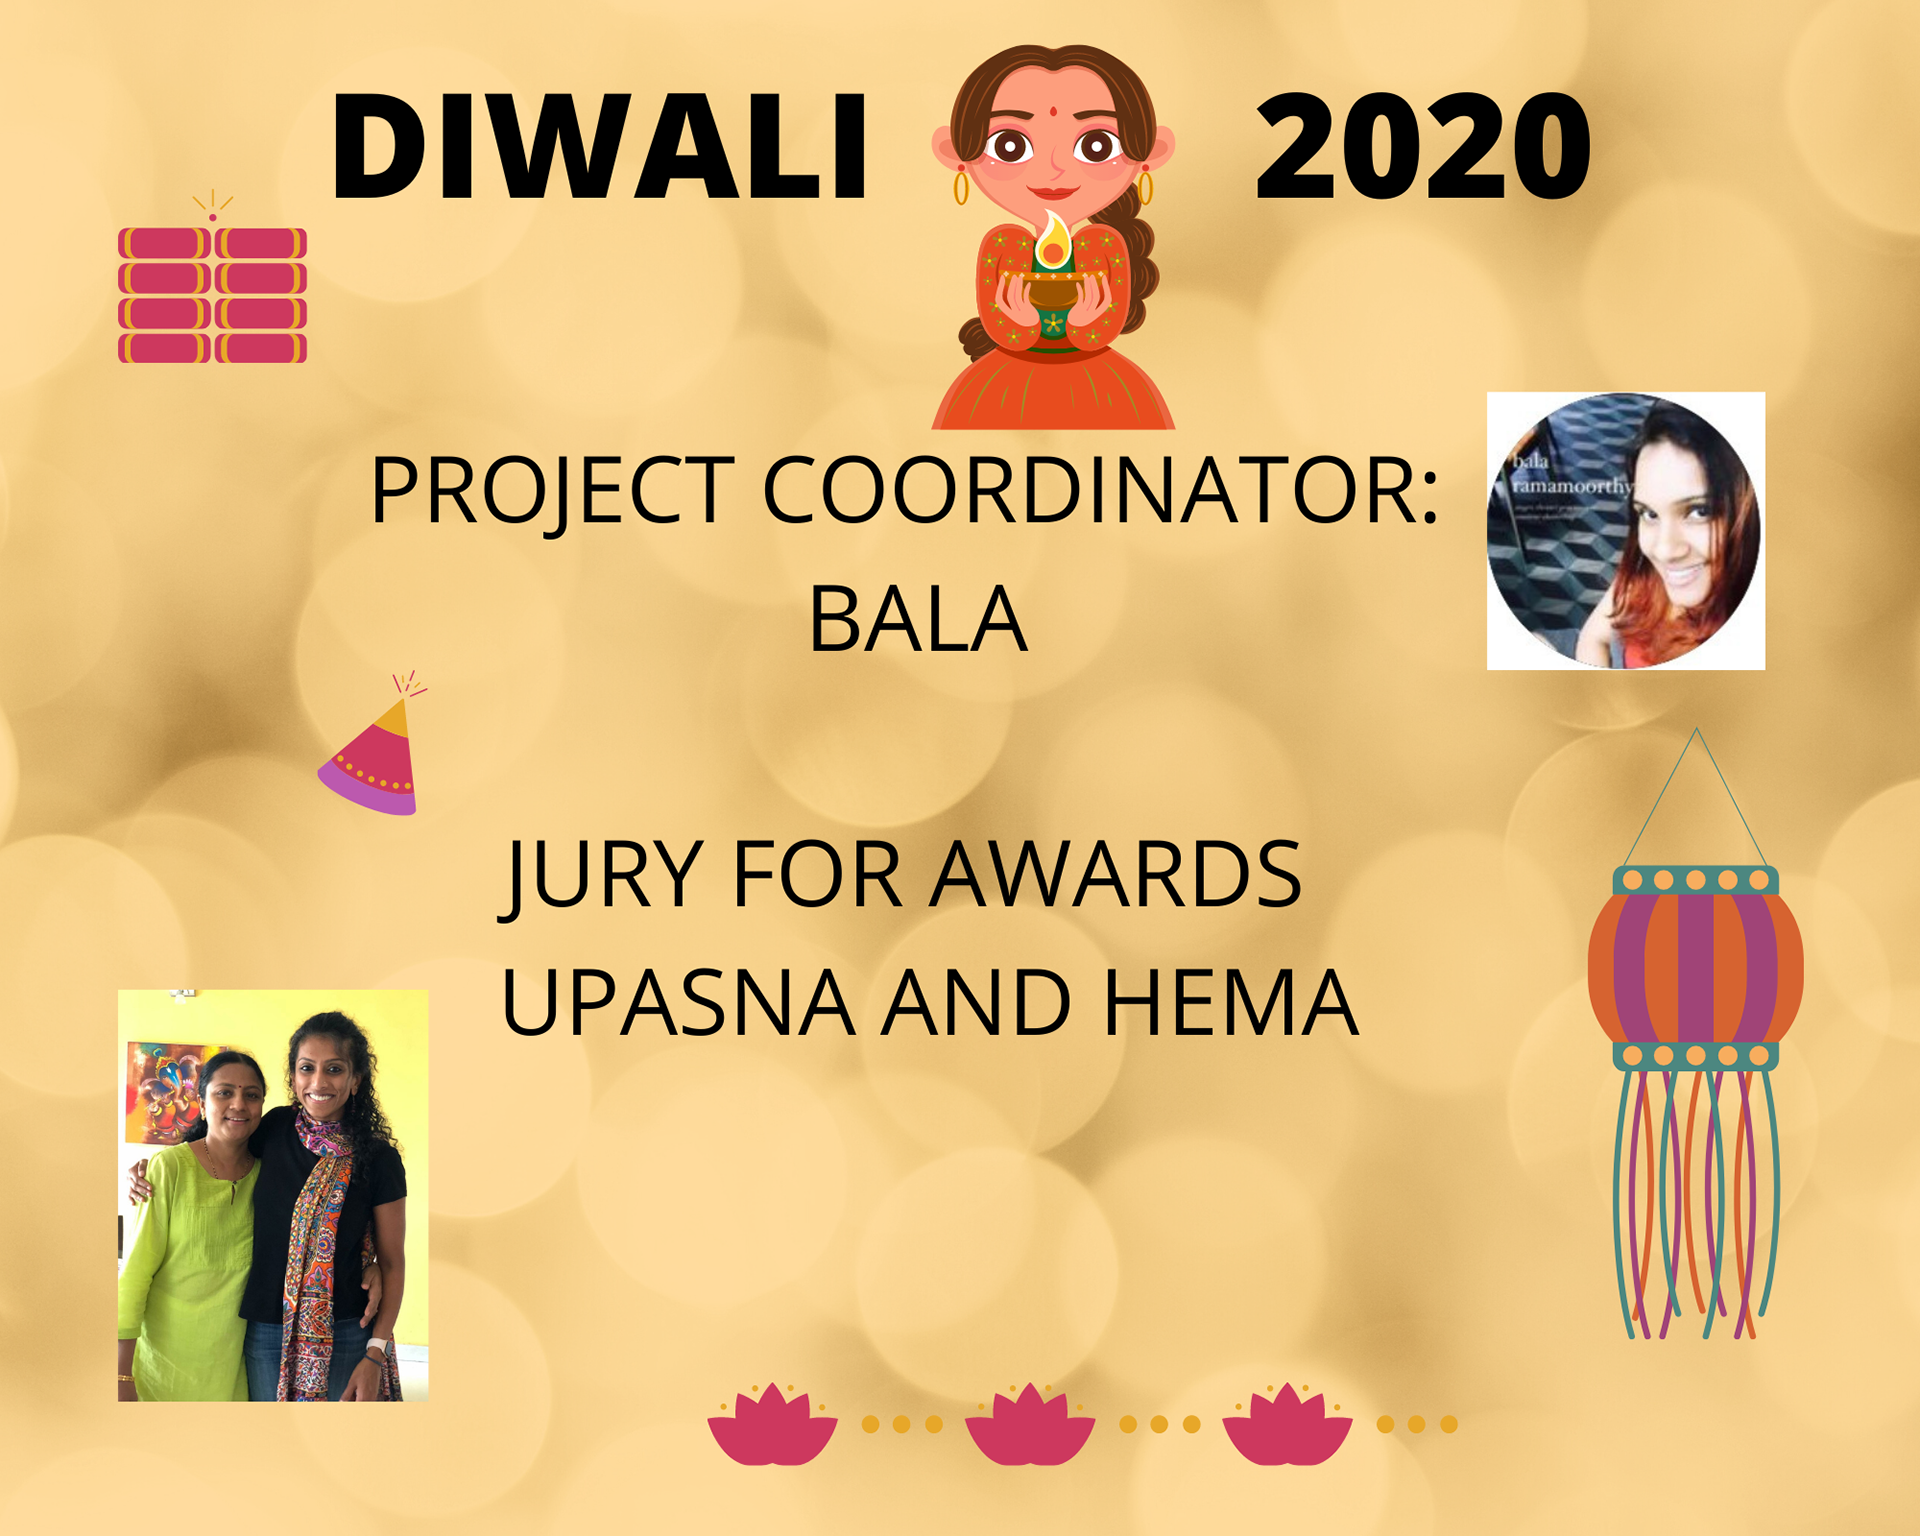 DIWALI 2020
PROJECT COORDINATOR:
BALA
bala
ramamoorthy
JURY FOR AWARDS
UPASNA AND HEMA